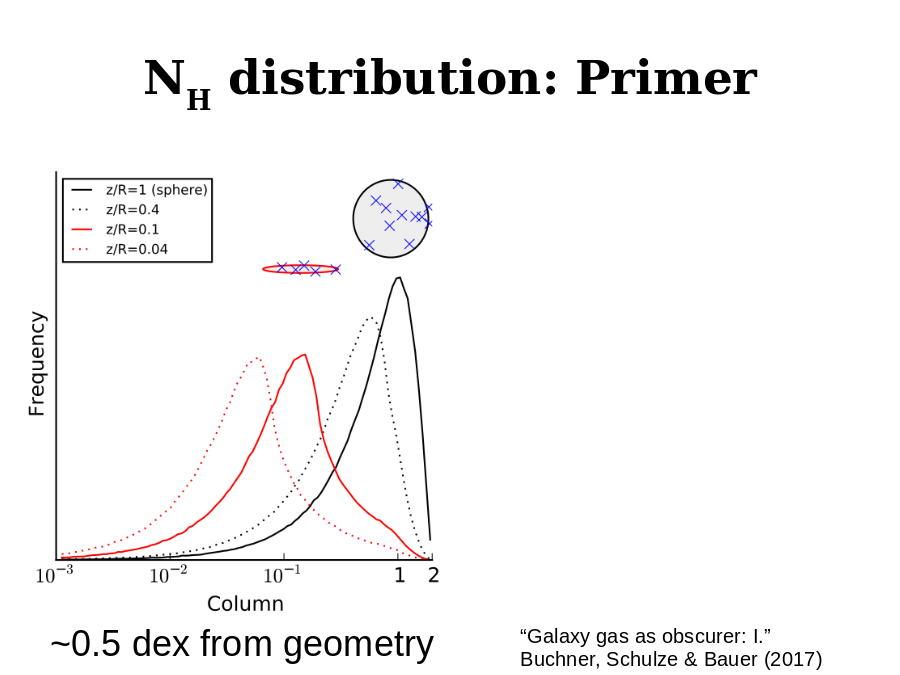 N_H distribution: Primer
z/R=1 (sphere)
z/R=0.4
z/R=0.1
z/R=0.04
Frequency
10⁻³ 10⁻² 10⁻¹ 1 2
Column
~0.5 dex from geometry
“Galaxy gas as obscurer: I.”
Buchner, Schulze & Bauer (2017)